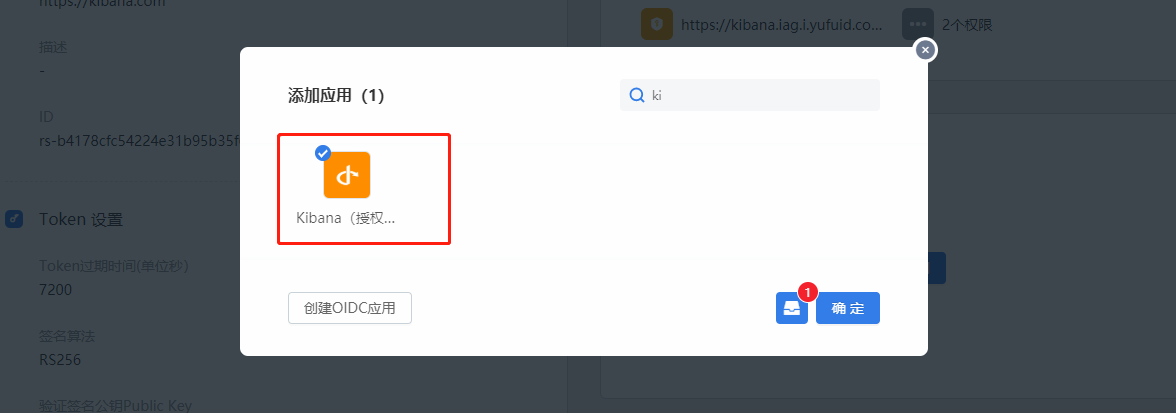 https://kibana.com
描述
-
ID
rs-b4178cfc54224e31b95b35f
Token 设置
Token过期时间(单位秒)
7200
签名算法
RS256
验证签名公钥Public Key
https://kibana.iag.i.yufuid.co...
2个权限
添加应用（1）
ki
Kibana（授权...
创建OIDC应用
1
确 定